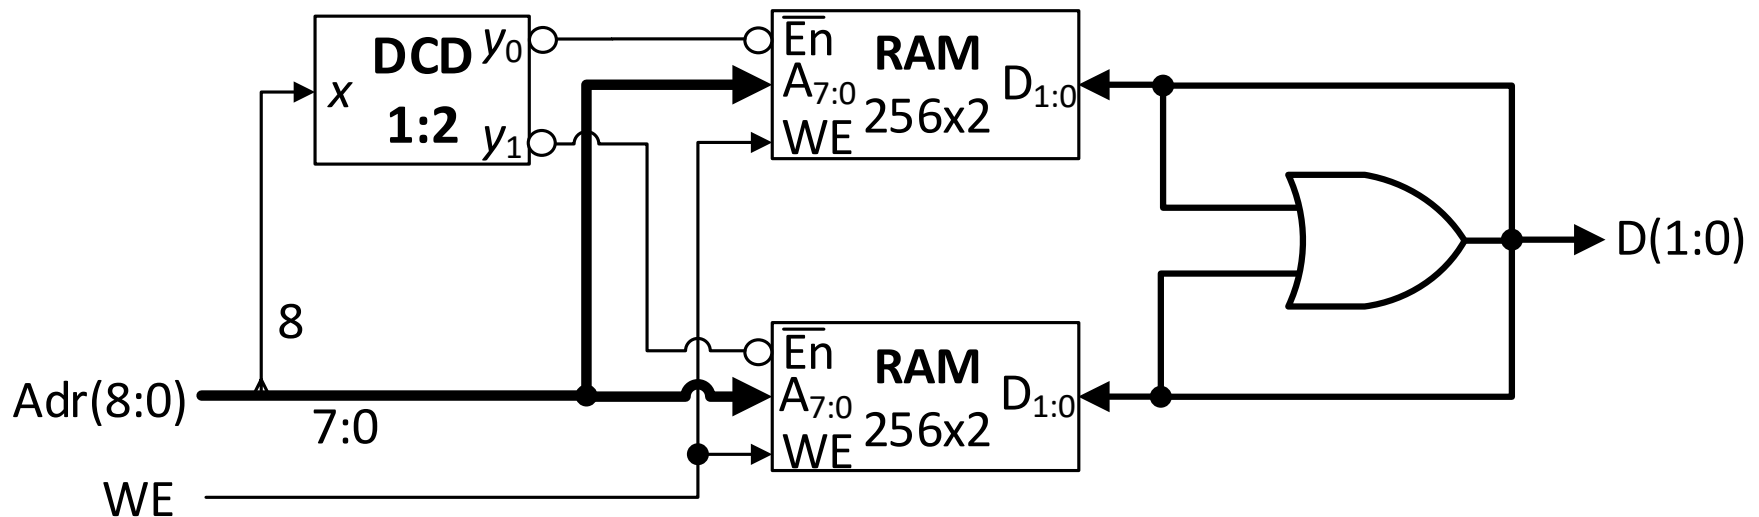 DCD
1:2
x
y0
y1
En
A7:0
WE
RAM
256x2
D1:0
En
A7:0
WE
RAM
256x2
D1:0
D(1:0)
8
Adr(8:0)
7:0
WE